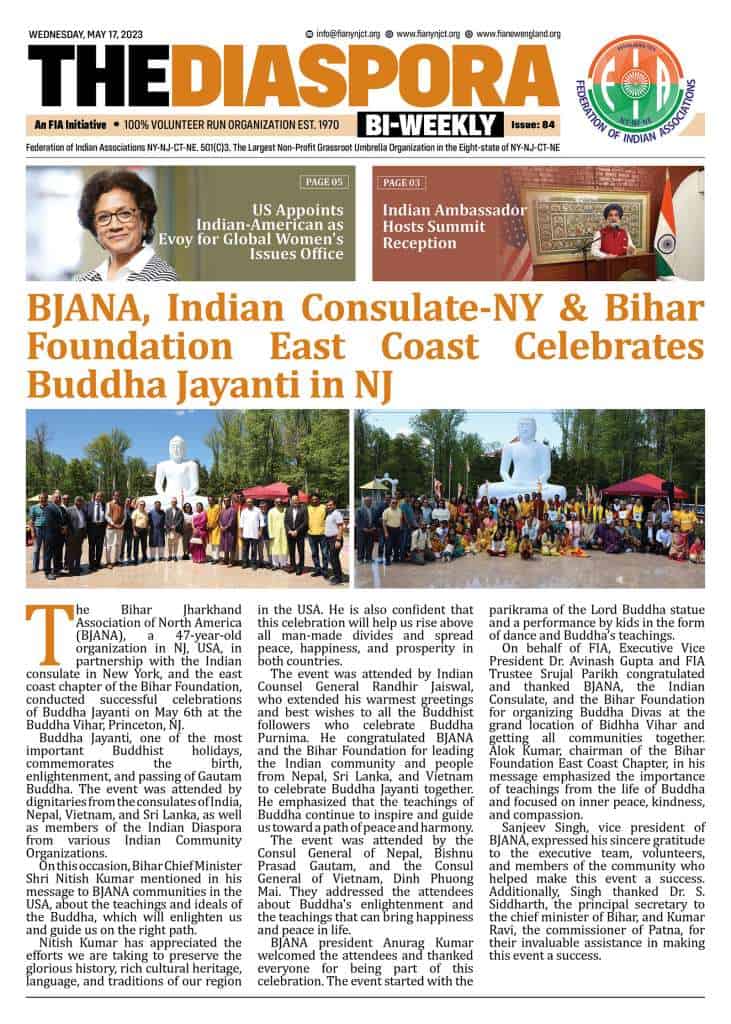 WEDNESDAY, MAY 17, 2023
info@fianynjct.org www.fianynjct.org www.fianewengland.org
THEDIASPORA
An FIA Initiative • 100% VOLUNTEER RUN ORGANIZATION EST. 1970
BI-WEEKLY
Issue: 84
FIA
NY-NJ-CT-NE
FEDERATION OF INDIAN ASSOCIATIONS
Federation of Indian Associations NY-NJ-CT-NE, 501(C)3, The Largest Non-Profit Grassroot Umbrella Organization in the Eight-state of NY-NJ-CT-NE
PAGE 05
US Appoints
Indian-American as
Evoy for Global Women's
Issues Office
PAGE 03
Indian Ambassador
Hosts Summit
Reception
BJANA, Indian Consulate-NY & Bihar
Foundation East Coast Celebrates
Buddha Jayanti in NJ
The Bihar Jharkhand
Association of North America
(BJANA), a 47-year-old
organization in NJ, USA, in
partnership with the Indian
consulate in New York, and the east
coast chapter of the Bihar Foundation,
conducted successful celebrations
of Buddha Jayanti on May 6th at the
Buddha Vihar, Princeton, NJ.
Buddha Jayanti, one of the most
important Buddhist holidays,
commemorates the birth,
enlightenment, and passing of Gautam
Buddha. The event was attended by
dignitaries from the consulates of India,
Nepal, Vietnam, and Sri Lanka, as well
as members of the Indian Diaspora
from various Indian Community
Organizations.
On this occasion, Bihar Chief Minister
Shri Nitish Kumar mentioned in his
message to BJANA communities in the
USA, about the teachings and ideals of
the Buddha, which will enlighten us
and guide us on the right path.
Nitish Kumar has appreciated the
efforts we are taking to preserve the
glorious history, rich cultural heritage,
language, and traditions of our region
in the USA. He is also confident that
this celebration will help us rise above
all man-made divides and spread
peace, happiness, and prosperity in
both countries.
The event was attended by Indian
Counsel General Randhir Jaiswal,
who extended his warmest greetings
and best wishes to all the Buddhist
followers who celebrate Buddha
Purnima. He congratulated BJANA
and the Bihar Foundation for leading
the Indian community and people
from Nepal, Sri Lanka, and Vietnam
to celebrate Buddha Jayanti together.
He emphasized that the teachings of
Buddha continue to inspire and guide
us toward a path of peace and harmony.
The event was attended by the
Consul General of Nepal, Bishnu
Prasad Gautam, and the Consul
General of Vietnam, Dinh Phuong
Mai. They addressed the attendees
about Buddha's enlightenment and
the teachings that can bring happiness
and peace in life.
BJANA president Anurag Kumar
welcomed the attendees and thanked
everyone for being part of this
celebration. The event started with the
parikrama of the Lord Buddha statue
and a performance by kids in the form
of dance and Buddha's teachings.
On behalf of FIA, Executive Vice
President Dr. Avinash Gupta and FIA
Trustee Srujal Parikh congratulated
and thanked BJANA, the Indian
Consulate, and the Bihar Foundation
for organizing Buddha Divas at the
grand location of Bidhha Vihar and
getting all communities together.
Alok Kumar, chairman of the Bihar
Foundation East Coast Chapter, in his
message emphasized the importance
of teachings from the life of Buddha
and focused on inner peace, kindness,
and compassion.
Sanjeev Singh, vice president of
BJANA, expressed his sincere gratitude
to the executive team, volunteers,
and members of the community who
helped make this event a success.
Additionally, Singh thanked Dr. S.
Siddharth, the principal secretary to
the chief minister of Bihar, and Kumar
Ravi, the commissioner of Patna, for
their invaluable assistance in making
this event a success.